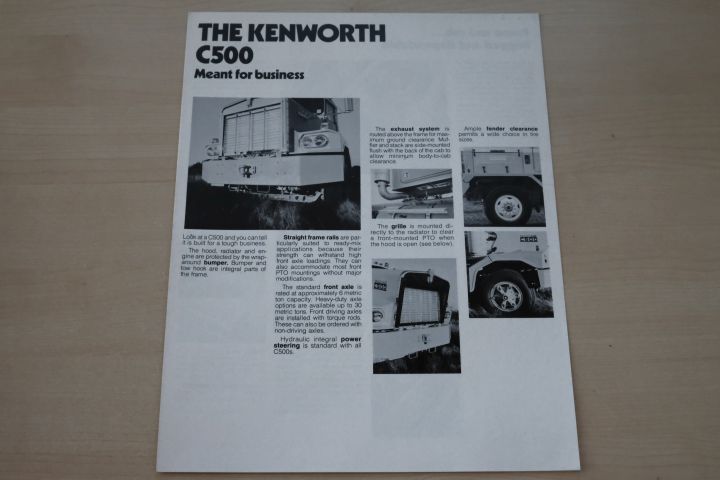 THE KENWORTH
C500
Meant for business
Look at a C500 and you can tell
it is built for a tough business.
The hood, radiator and en-
gine are protected by the wrap-
around bumper. Bumper and
tow hook are integral parts of
the frame.
Straight frame rails are par-
ticularly suited to ready-mix
applications because their
strength can withstand high
front axle loadings. They can
also accommodate most front
PTO mountings without major
modifications.
The standard front axle is
rated at approximately 6 metric
ton capacity. Heavy-duty axle
options are available up to 30
metric tons. Front driving axles
are installed with torque rods.
These can also be ordered with
non-driving axles.
Hydraulic integral power
steering is standard with all
C500s.
The exhaust system is
routed above the frame for max-
imum ground clearance. Muf-
fler and stack are side-mounted
flush with the back of the cab to
allow minimum body-to-cab
clearance.
The grille is mounted di-
rectly to the radiator to clear
a front-mounted PTO when
the hood is open (see below).
Ample fender clearance
permits a wide choice in tire
sizes.